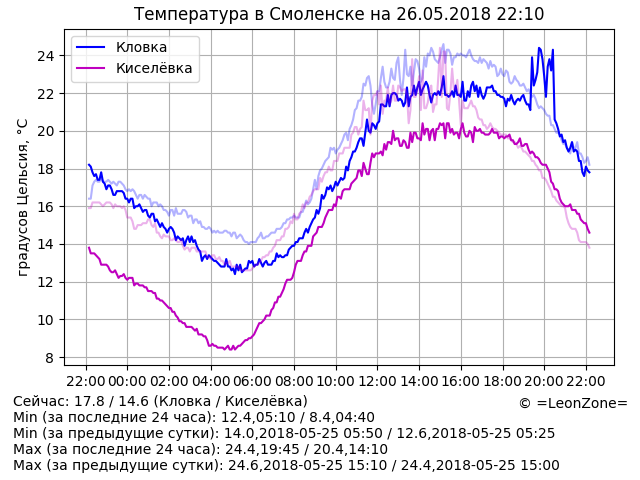 Температура в Смоленске на 26.05.2018 22:10
Кловка
Киселёвка
градусов Цельсия, °C
24
22
20
18
16
14
12
10
8
22:00 00:00 02:00 04:00 06:00 08:00 10:00 12:00 14:00 16:00 18:00 20:00 22:00
Сейчас: 17.8 / 14.6 (Кловка / Киселёвка)
© =LeonZone=
Min (за последние 24 часа): 12.4,05:10 / 8.4,04:40
Min (за предыдущие сутки): 14.0,2018-05-25 05:50 / 12.6,2018-05-25 05:25
Max (за последние 24 часа): 24.4,19:45 / 20.4,14:10
Max (за предыдущие сутки): 24.6,2018-05-25 15:10 / 24.4,2018-05-25 15:00